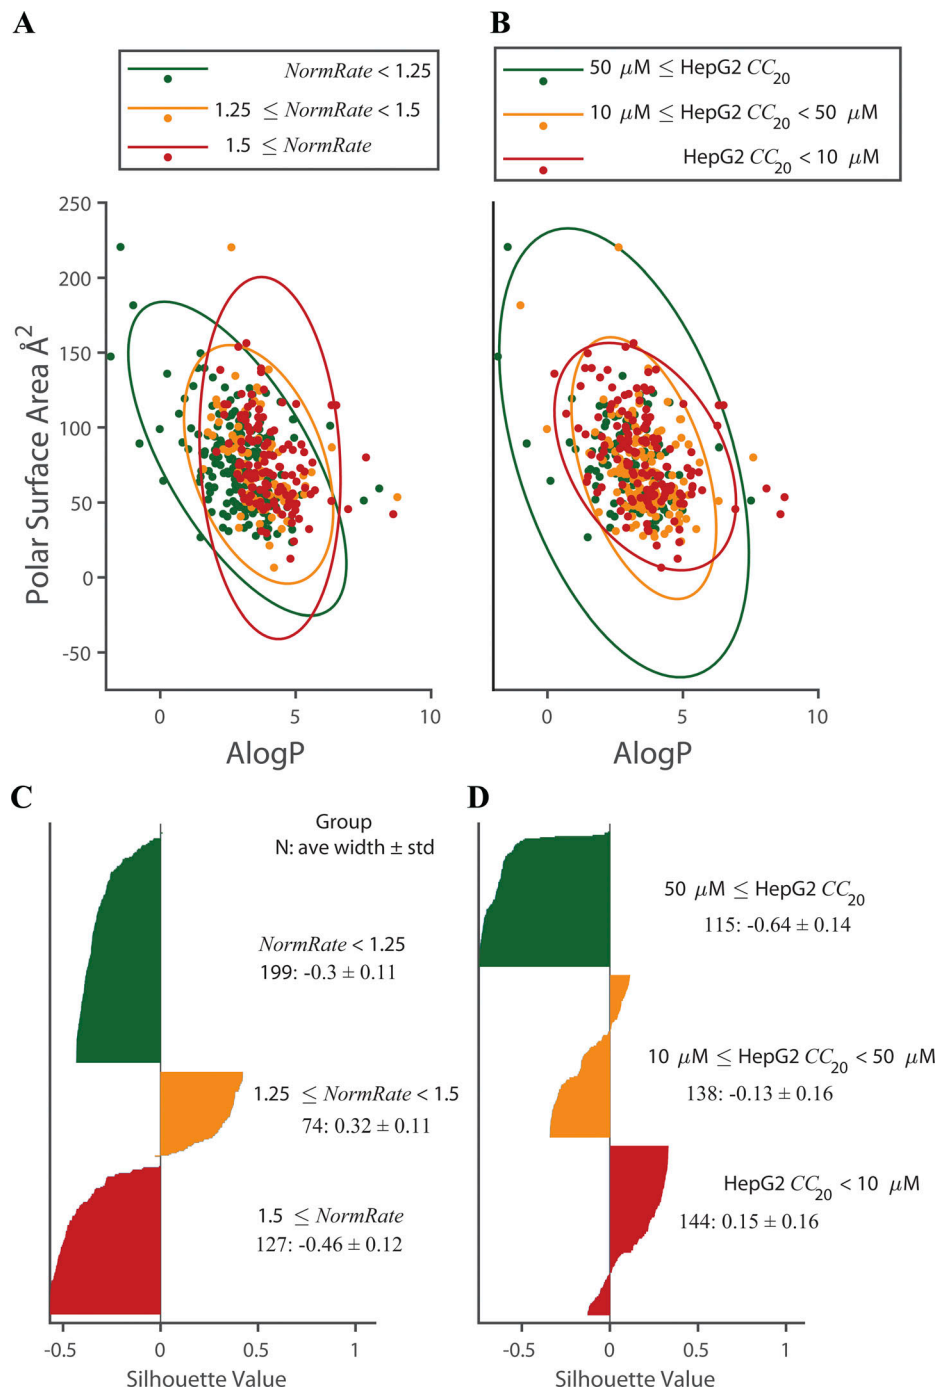 A
B
NormRate < 1.25
1.25 ≤ NormRate < 1.5
1.5 ≤ NormRate
50 μM ≤ HepG2 CC20
10 μM ≤ HepG2 CC20 < 50 μM
HepG2 CC20 < 10 μM
250
200
150
100
50
0
-50
Polar Surface Area Å2
0 5 10
0 5 10
AlogP
AlogP
C
D
Group
N: ave width ± std
NormRate < 1.25
199: -0.3 ± 0.11
1.25 ≤ NormRate < 1.5
74: 0.32 ± 0.11
1.5 ≤ NormRate
127: -0.46 ± 0.12
50 μM ≤ HepG2 CC20
115: -0.64 ± 0.14
10 μM ≤ HepG2 CC20 < 50 μM
138: -0.13 ± 0.16
HepG2 CC20 < 10 μM
144: 0.15 ± 0.16
-0.5 0 0.5 1
-0.5 0 0.5 1
Silhouette Value
Silhouette Value